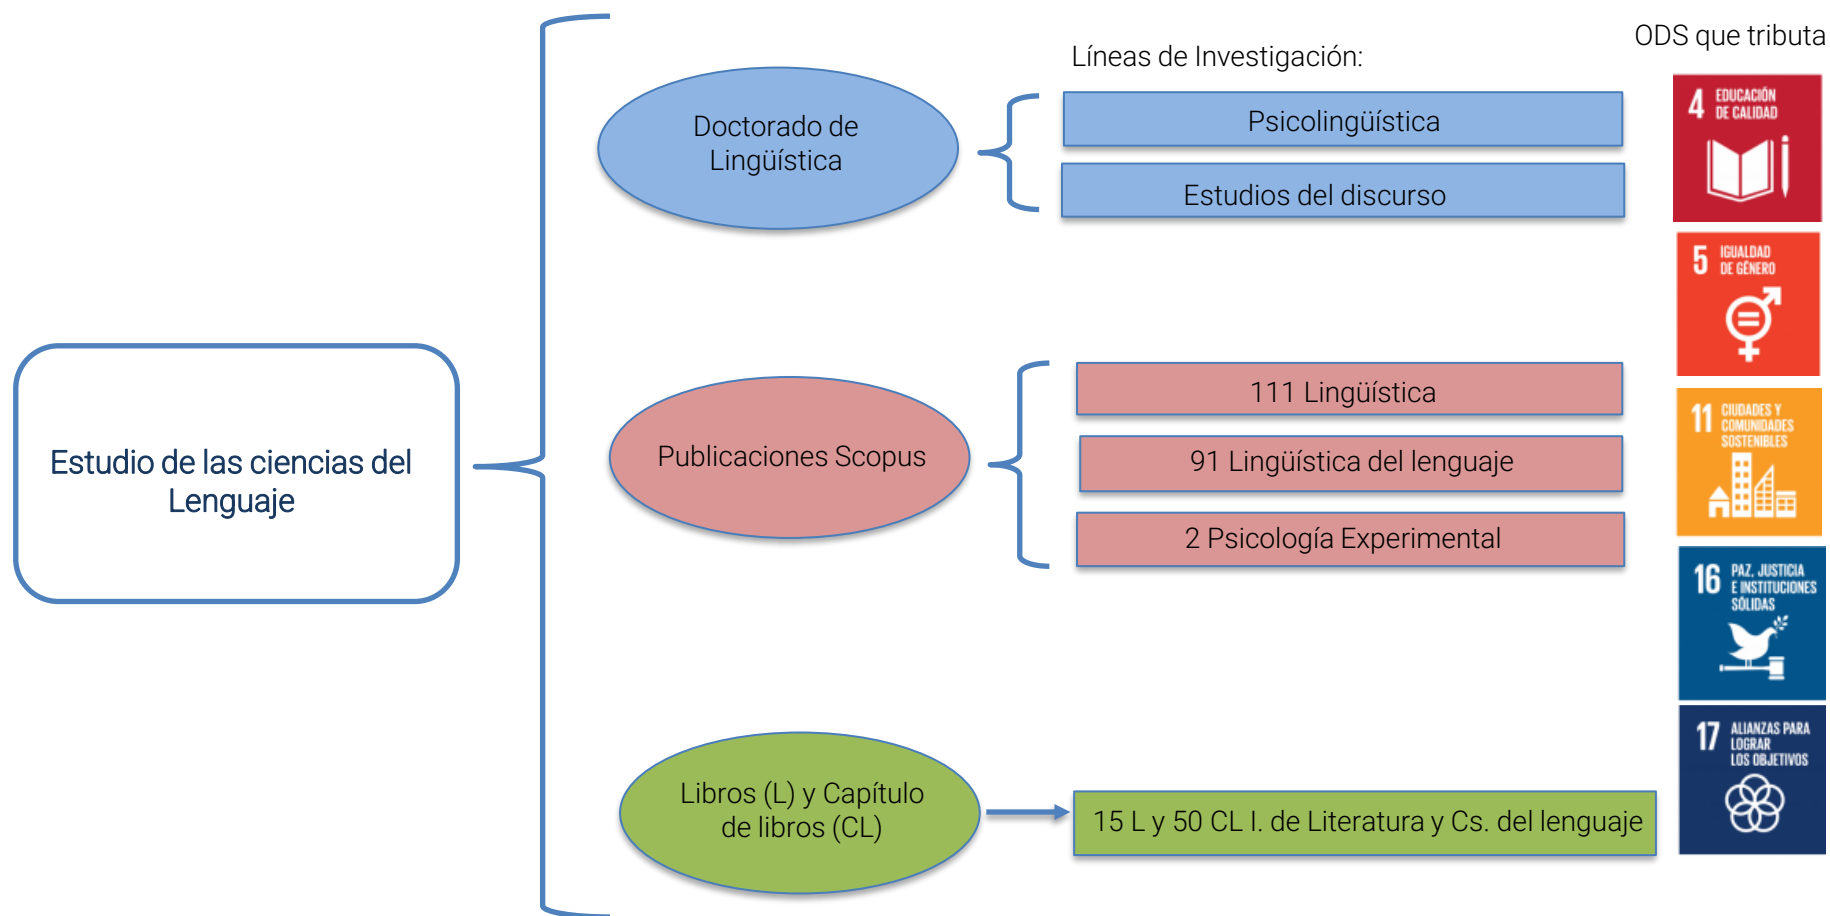 Estudio de las ciencias del
Lenguaje
Doctorado de
Lingüística
Líneas de Investigación:
Psicolingüística
Estudios del discurso
Publicaciones Scopus
111 Lingüística
91 Lingüística del lenguaje
2 Psicología Experimental
Libros (L) y Capítulo
de libros (CL)
15 L y 50 CL I. de Literatura y Cs. del lenguaje
ODS que tributa
4 EDUCACIÓN
DE CALIDAD
5 IGUALDAD
DE GÉNERO
11 CIUDADES Y
COMUNIDADES
SOSTENIBLES
16 PAZ, JUSTICIA
E INSTITUCIONES
SÓLIDAS
17 ALIANZAS PARA
LOGRAR
LOS OBJETIVOS